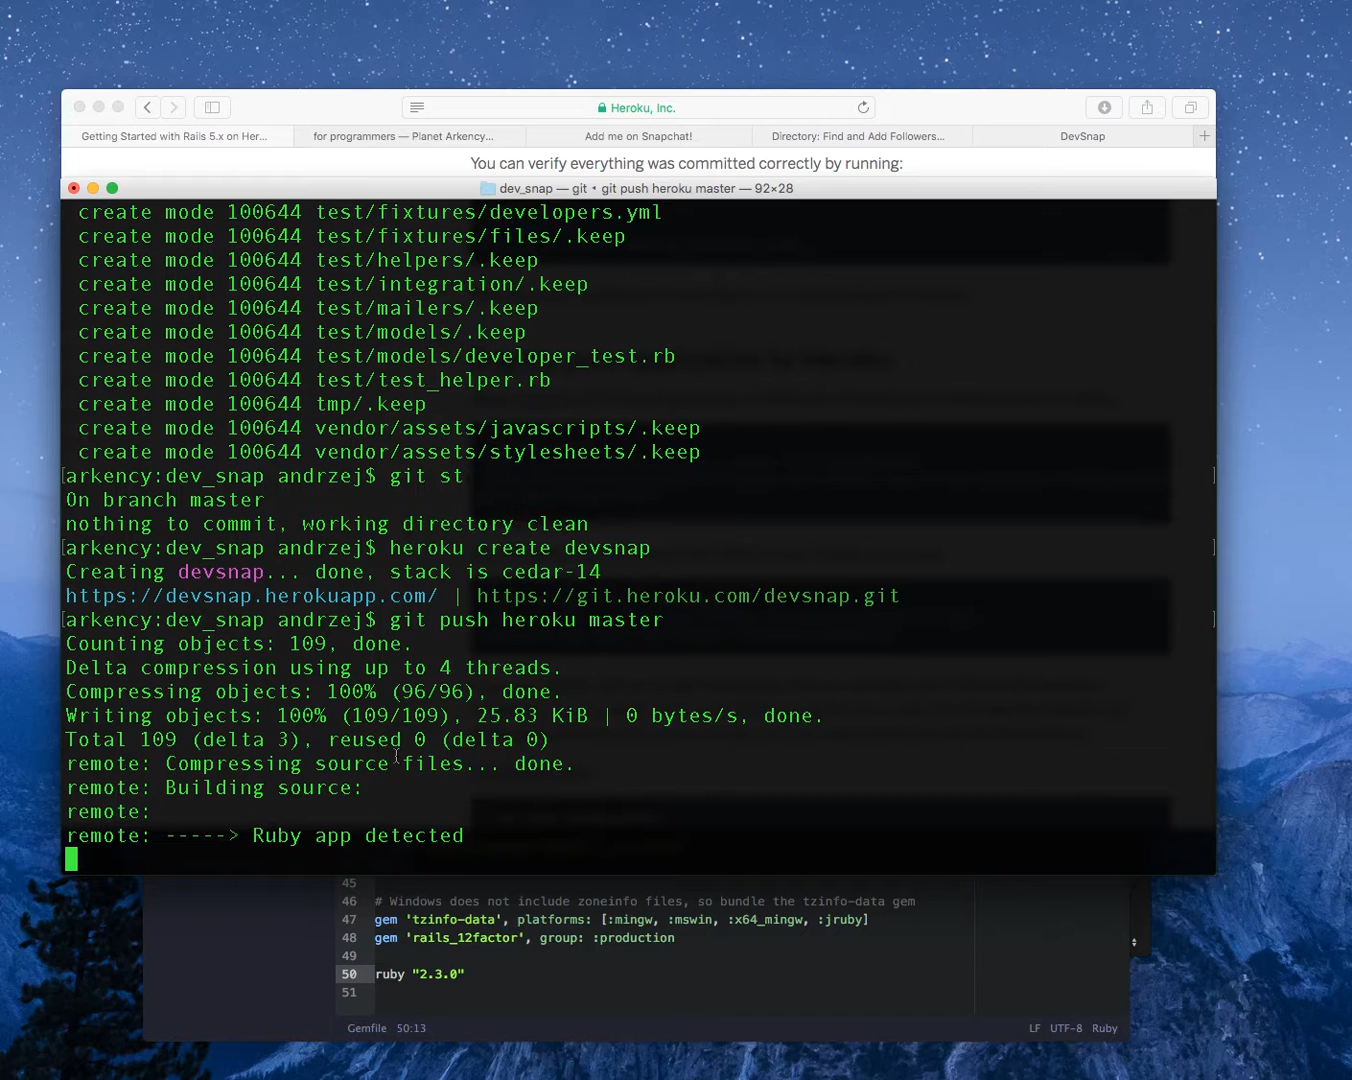 Heroku, Inc.
Getting Started with Rails 5.x on Her...
for programmers — Planet Arkency...
Add me on Snapchat!
Directory: Find and Add Followers...
DevSnap
You can verify everything was committed correctly by running:
dev_snap — git • git push heroku master — 92×28
create mode 100644 test/fixtures/developers.yml
create mode 100644 test/fixtures/files/.keep
create mode 100644 test/helpers/.keep
create mode 100644 test/integration/.keep
create mode 100644 test/mailers/.keep
create mode 100644 test/models/.keep
create mode 100644 test/models/developer_test.rb
create mode 100644 test/test_helper.rb
create mode 100644 tmp/.keep
create mode 100644 vendor/assets/javascripts/.keep
create mode 100644 vendor/assets/stylesheets/.keep
[arkency:dev_snap andrzej$ git st ]
On branch master
nothing to commit, working directory clean
[arkency:dev_snap andrzej$ heroku create devsnap ]
Creating devsnap... done, stack is cedar-14
https://devsnap.herokuapp.com/ | https://git.heroku.com/devsnap.git
[arkency:dev_snap andrzej$ git push heroku master ]
Counting objects: 109, done.
Delta compression using up to 4 threads.
Compressing objects: 100% (96/96), done.
Writing objects: 100% (109/109), 25.83 KiB | 0 bytes/s, done.
Total 109 (delta 3), reused 0 (delta 0)
remote: Compressing source files... done.
remote: Building source:
remote:
remote: -----> Ruby app detected
45
46 # Windows does not include zoneinfo files, so bundle the tzinfo-data gem
47 gem 'tzinfo-data', platforms: [:mingw, :mswin, :x64_mingw, :jruby]
48 gem 'rails_12factor', group: :production
49
50 ruby "2.3.0"
51
Gemfile 50:13
LF UTF-8 Ruby